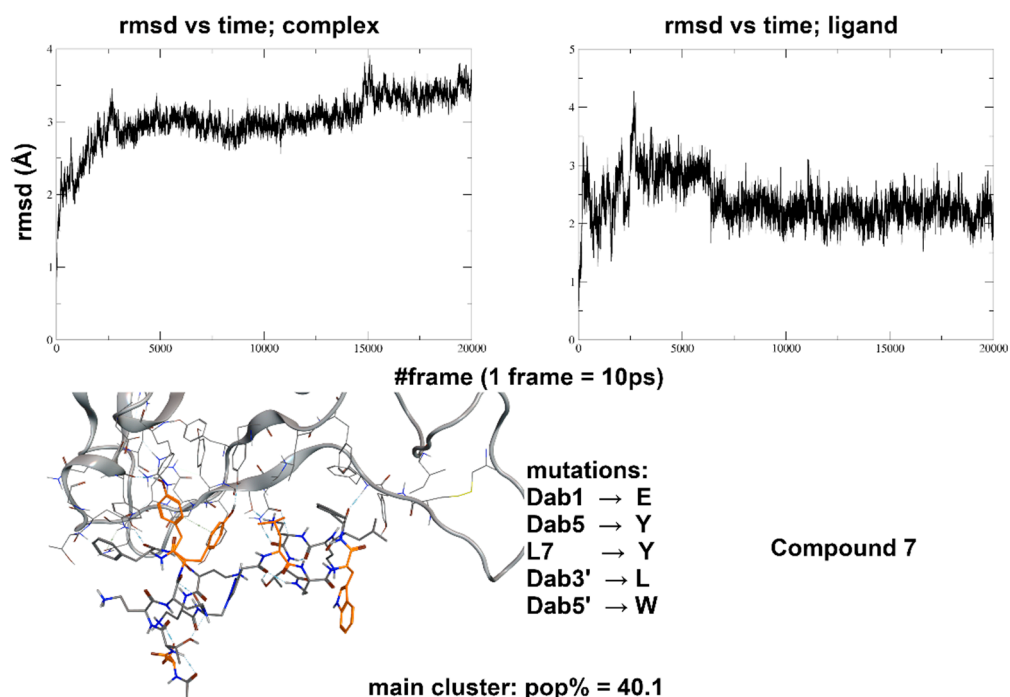 rmsd vs time; complex
rmsd vs time; ligand
rmsd (Å)
4
3
2
1
0
0
5000
10000
15000
20000
5
4
3
2
1
0
0
5000
10000
15000
20000
#frame (1 frame = 10ps)
mutations:
Dab1 → E
Dab5 → Y
L7 → Y
Dab3' → L
Dab5' → W
Compound 7
main cluster: pop% = 40.1